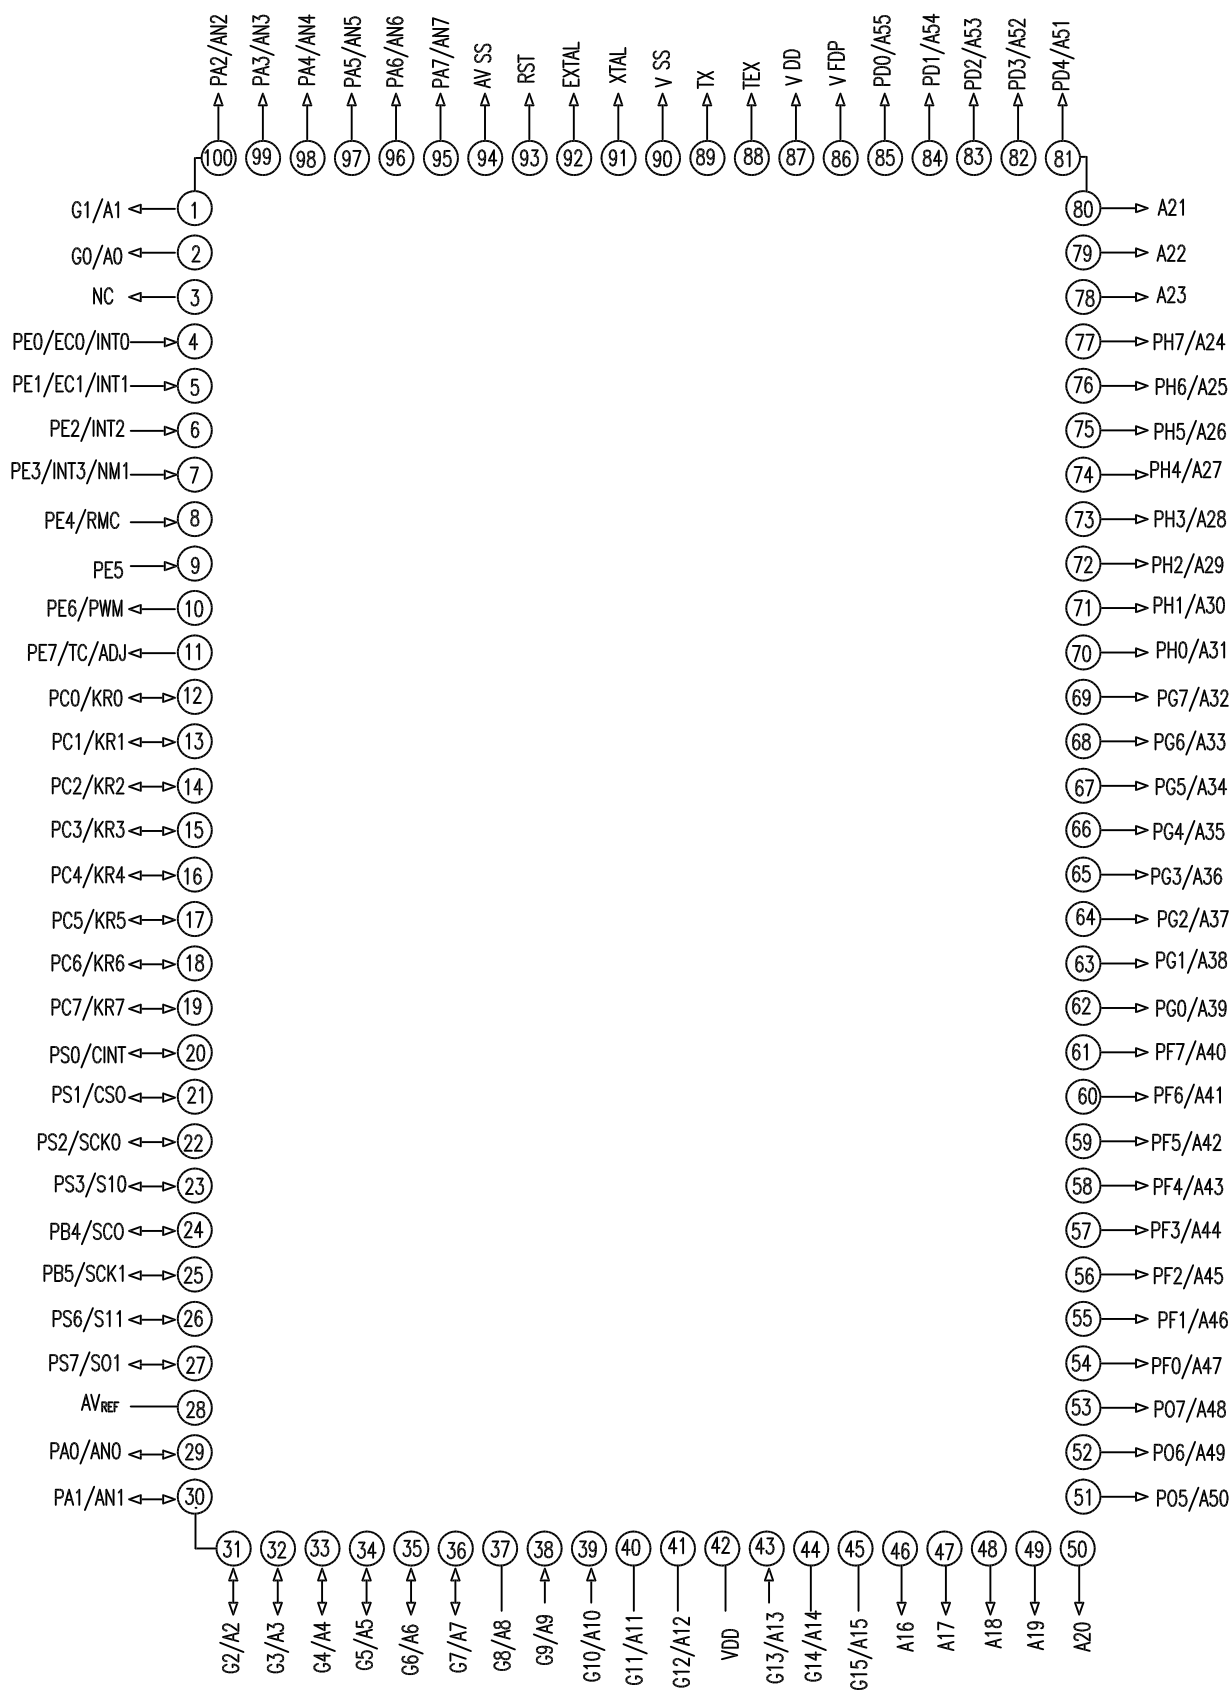 PA2/AN2
PA3/AN3
PA4/AN4
PA5/AN5
PA6/AN6
PA7/AN7
AV SS
RST
EXTAL
XTAL
V SS
TX
TEX
V DD
V FDP
PD0/A55
PD1/A54
PD2/A53
PD3/A52
PD4/A51
100 99 98 97 96 95 94 93 92 91 90 89 88 87 86 85 84 83 82 81
G1/A1 1 80 A21
G0/A0 2 79 A22
NC 3 78 A23
PE0/EC0/INT0 4 77 PH7/A24
PE1/EC1/INT1 5 76 PH6/A25
PE2/INT2 6 75 PH5/A26
PE3/INT3/NM1 7 74 PH4/A27
PE4/RMC 8 73 PH3/A28
PE5 9 72 PH2/A29
PE6/PWM 10 71 PH1/A30
PE7/TC/ADJ 11 70 PH0/A31
PC0/KR0 12 69 PG7/A32
PC1/KR1 13 68 PG6/A33
PC2/KR2 14 67 PG5/A34
PC3/KR3 15 66 PG4/A35
PC4/KR4 16 65 PG3/A36
PC5/KR5 17 64 PG2/A37
PC6/KR6 18 63 PG1/A38
PC7/KR7 19 62 PG0/A39
PS0/CINT 20 61 PF7/A40
PS1/CS0 21 60 PF6/A41
PS2/SCK0 22 59 PF5/A42
PS3/S10 23 58 PF4/A43
PB4/SC0 24 57 PF3/A44
PB5/SCK1 25 56 PF2/A45
PS6/S11 26 55 PF1/A46
PS7/SO1 27 54 PF0/A47
AVREF 28 53 PO7/A48
PA0/AN0 29 52 PO6/A49
PA1/AN1 30 51 PO5/A50
31 32 33 34 35 36 37 38 39 40 41 42 43 44 45 46 47 48 49 50
G2/A2
G3/A3
G4/A4
G5/A5
G6/A6
G7/A7
G8/A8
G9/A9
G10/A10
G11/A11
G12/A12
VDD
G13/A13
G14/A14
G15/A15
A16
A17
A18
A19
A20